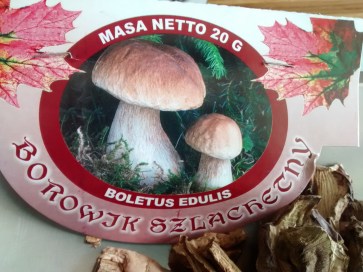 MASA NETTO 20 G
BOLETUS EDULIS
BOROWIK SZLACHETNY